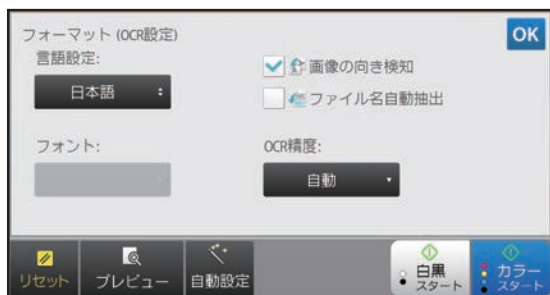 フォーマット (OCR設定)
OK
言語設定:
日本語
画像の向き検知
ファイル名自動抽出
フォント:
OCR精度:
自動
リセット
プレビュー
自動設定
白黒
スタート
カラー
スタート